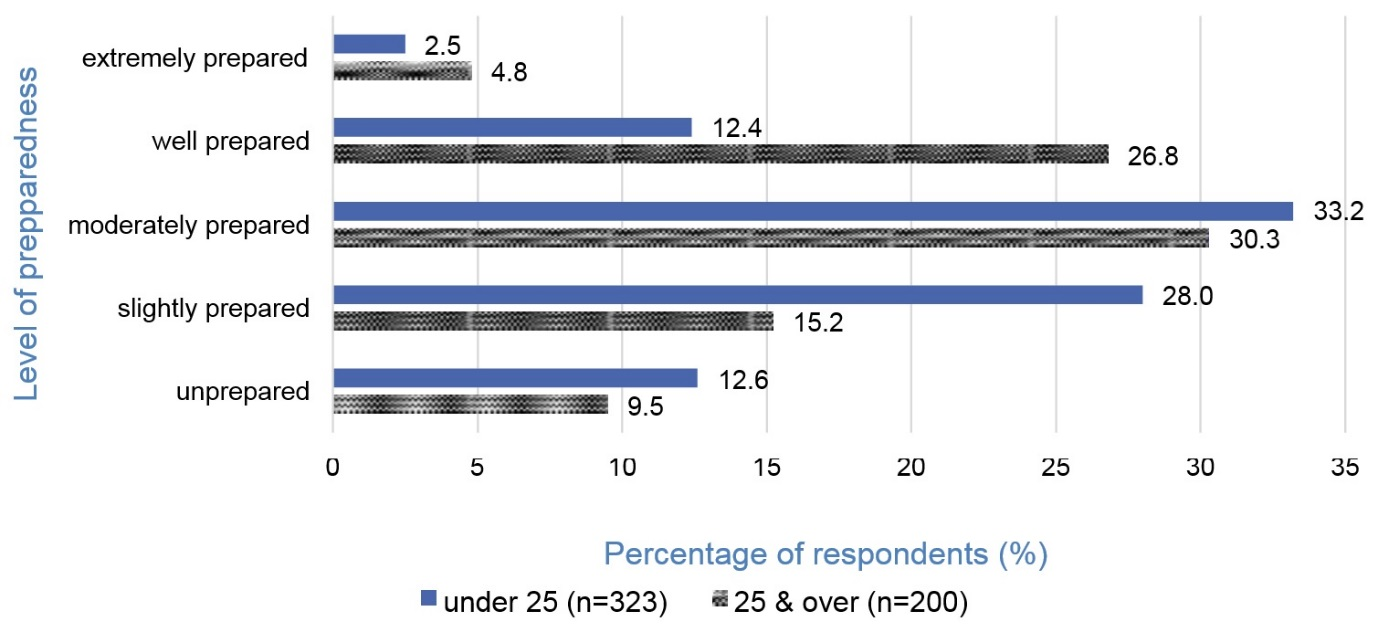 Level of prepparedness
extremely prepared
2.5
4.8
well prepared
12.4
26.8
moderately prepared
33.2
30.3
slightly prepared
28.0
15.2
unprepared
12.6
9.5
0 5 10 15 20 25 30 35
Percentage of respondents (%)
under 25 (n=323) 25 & over (n=200)